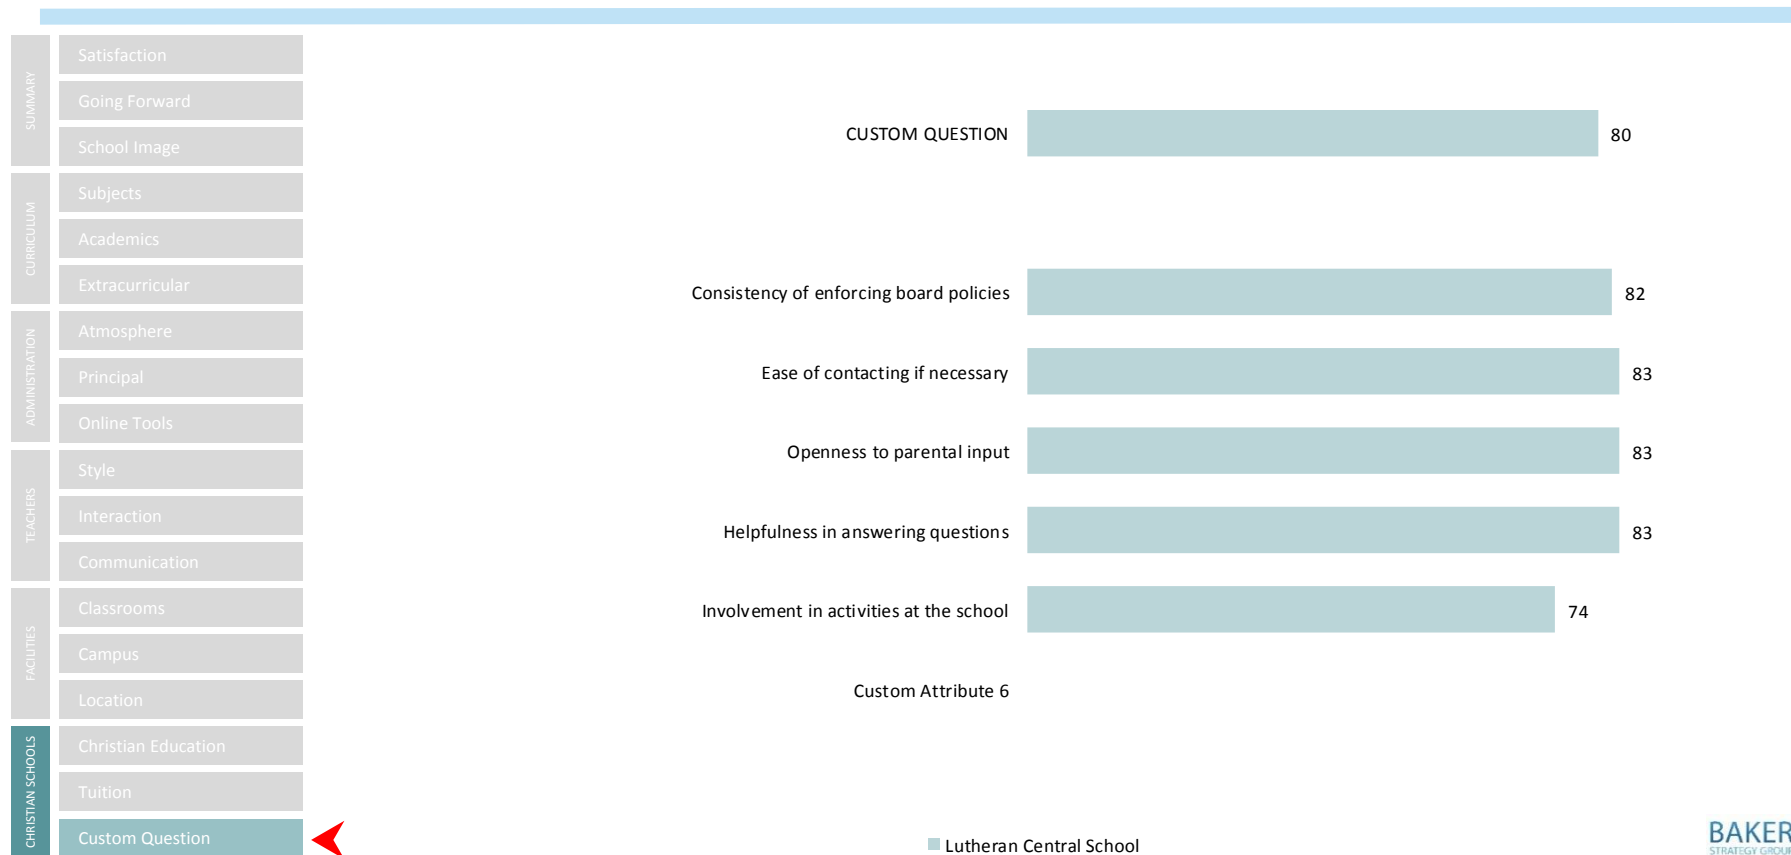 SUMMARY
Satisfaction
Going Forward
School Image
CURRICULUM
Subjects
Academics
Extracurricular
ADMINISTRATION
Atmosphere
Principal
Online Tools
TEACHERS
Style
Interaction
Communication
FACILITIES
Classrooms
Campus
Location
CHRISTIAN SCHOOLS
Christian Education
Tuition
Custom Question
CUSTOM QUESTION 80
Consistency of enforcing board policies 82
Ease of contacting if necessary 83
Openness to parental input 83
Helpfulness in answering questions 83
Involvement in activities at the school 74
Custom Attribute 6
Lutheran Central School
BAKER
STRATEGY GROUP